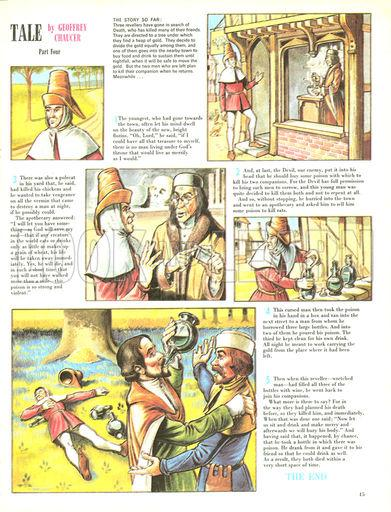 TALE by GEOFFREY
CHAUCER
Part Four
THE STORY SO FAR:
Three revellers have gone in search of
Death, who has killed many of their friends.
They are directed to a tree under which
they find a heap of gold. They decide to
divide the gold equally among them, and
one of them goes into the nearby town to
buy food and drink to sustain them until
nightfall, when it will be safe to move the
gold. But the two men who are left plan
to kill their companion when he returns.
Meanwhile . . .
1 The youngest, who had gone towards
the town, often let his mind dwell
on the beauty of the new, bright
florins. "Oh, Lord," he said, "if I
could have all that treasure to myself,
there is no man living under God's
throne that would live as merrily
as I would."
2 And, at last, the Devil, our enemy, put it into his
head that he should buy some poison with which to
kill his two companions. For the Devil had full permission
to bring such men to sorrow, and this young man was
quite decided to kill them both and not to repent at all.
And so, without stopping, he hurried into the town
and went to an apothecary and asked him to sell him
some poison to kill rats.
3 There was also a polecat
in his yard that, he said,
had killed his chickens and
he wanted to take vengeance
on all the vermin that came
to destroy a man at night,
if he possibly could.
The apothecary answered:
"I will let you have
God will save my
soul—that if any creature
in the world eats or drinks
only as little as makes up
a grain of wheat, his life
will be taken away immediately.
Yes, he will die, and
in such a short time that
you will not have walked
more than a mile—this
poison is so strong and
violent."
4 This cursed man then took the poison
in his hand in a box and ran into the
next street to a man from whom he
borrowed three large bottles. And into
two of them he poured his poison. The
third he kept clean for his own drink.
All night he meant to work carrying the
gold from the place where it had been
left.
5 Then when this reveller—wretched
man—had filled all three of the
bottles with wine, he went back to
join his companions.
What more is there to say? For in
the way they had planned his death
before, so they killed him, and immediately.
When that was done one said: "Now let
us sit and drink and make merry and
afterwards we will bury his body." And
having said that, it happened, by chance,
that he took a bottle in which there was
poison. He drank from it and gave it to his
friend so that he could drink as well.
As a result, they both died within a
very short space of time.
THE END
15